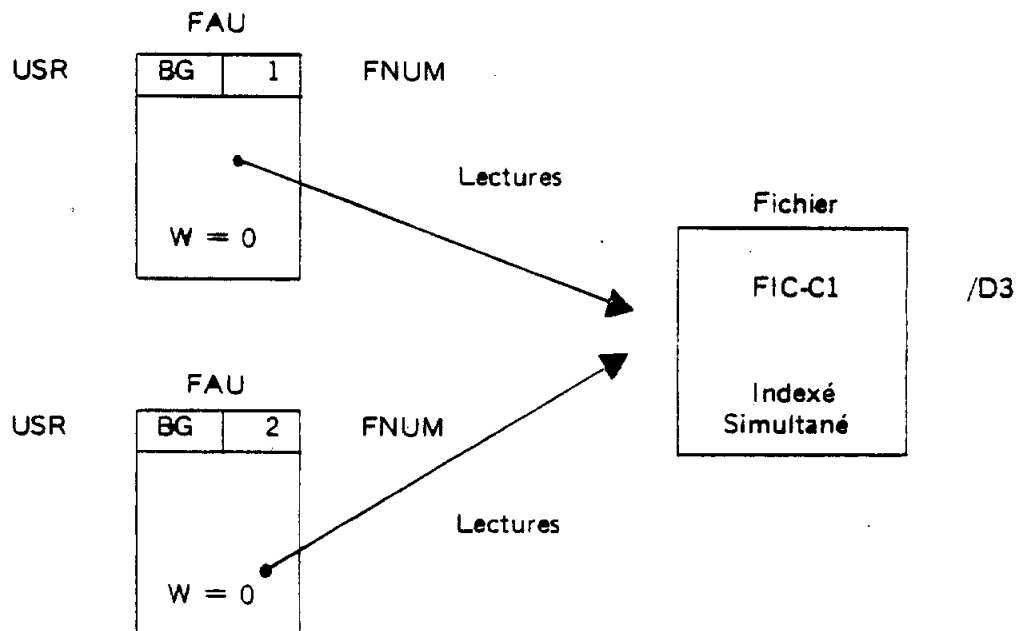 FAU
USR BG 1 FNUM
Lectures
W = 0
Fichier
FIC-C1 /D3
Indexé
Simultané
FAU
USR BG 2 FNUM
Lectures
W = 0